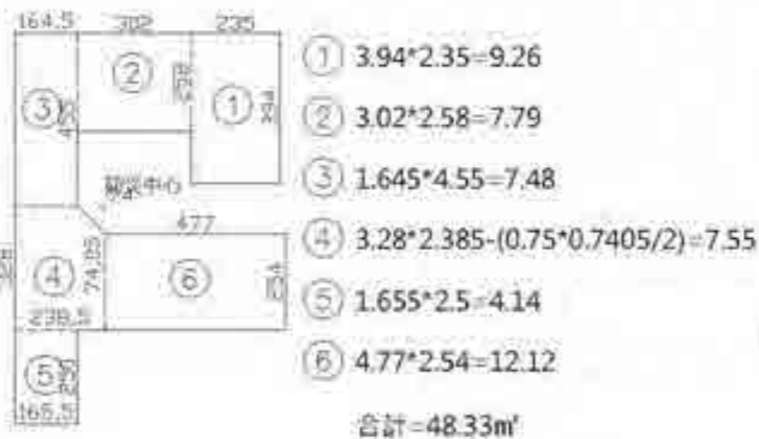 164.5 302 235
① 3.94*2.35=9.26
② 3.02*2.58=7.79
③ 1.645*4.55=7.48
④ 3.28*2.385-(0.75*0.7405/2)=7.55
⑤ 1.655*2.5=4.14
⑥ 4.77*2.54=12.12
合計=48.33㎡
② ① ③
258 394 455
中心
477
④ ⑥
74.05 254
238.5
⑤ 250
165.5